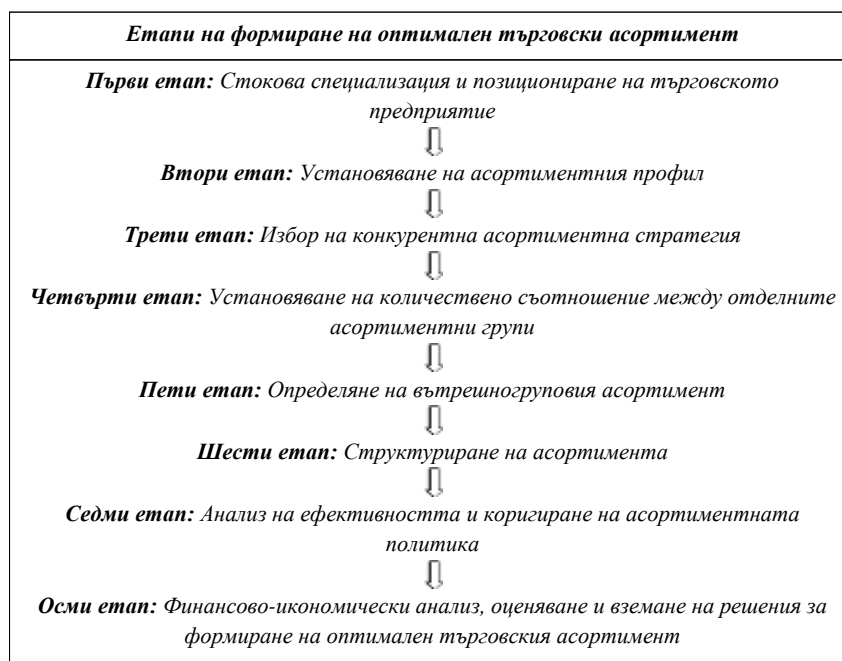 Етапи на формиране на оптимален търговски асортимент
Първи етап: Стокова специализация и позициониране на търговското
предприятие
Втори етап: Установяване на асортиментния профил
Трети етап: Избор на конкурентна асортиментна стратегия
Четвърти етап: Установяване на количествено съотношение между отделните
асортиментни групи
Пети етап: Определяне на вътрешногруповия асортимент
Шести етап: Структуриране на асортимента
Седми етап: Анализ на ефективността и коригиране на асортиментната
политика
Осми етап: Финансово-икономически анализ, оценяване и вземане на решения за
формиране на оптимален търговския асортимент